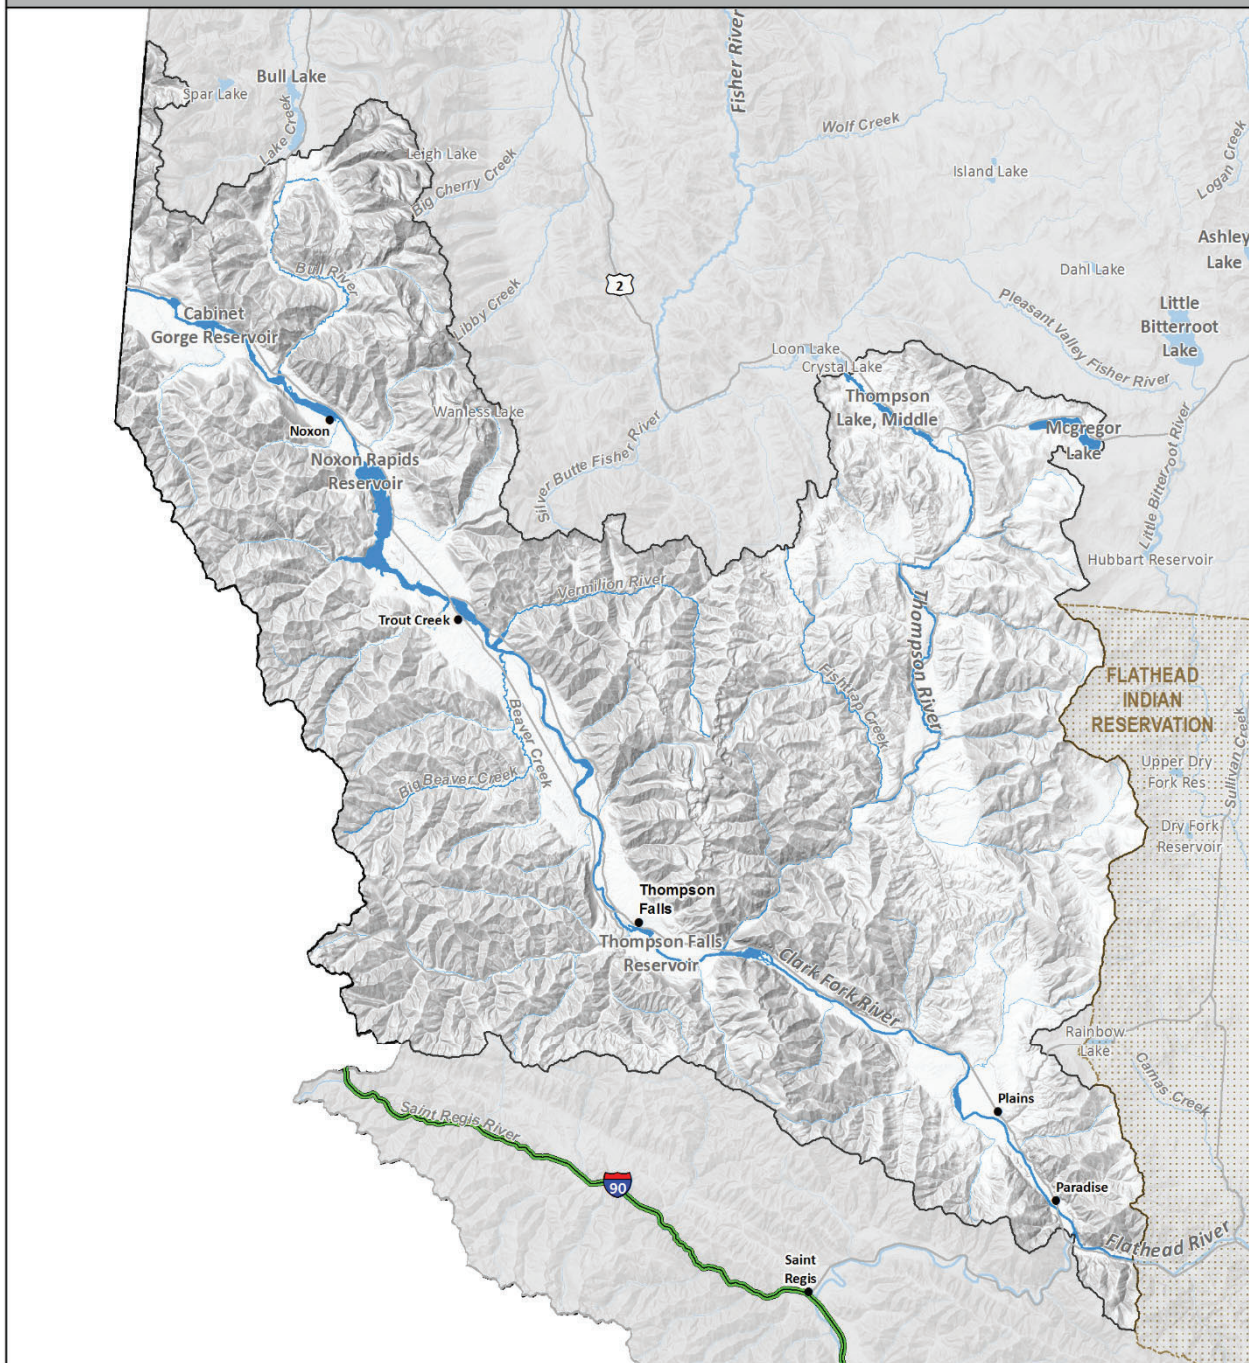 Fisher River
Bull Lake
Spar Lake
Lake Creek
Wolf Creek
Logan Creek
Leigh Lake
Big Cherry Creek
Island Lake
Ashley
Lake
Bull River
2
Dahl Lake
Pleasant Valley Fisher River
Little
Bitterroot
Lake
Cabinet
Gorge Reservoir
Libby Creek
Loon Lake
Crystal Lake
Thompson
Lake, Middle
Mcgregor
Lake
Noxon
Wanless Lake
Noxon Rapids
Reservoir
Silver Butte Fisher River
Little Bitterroot River
Hubbart Reservoir
Vermilion River
Trout Creek
Thompson River
Fishtrap Creek
FLATHEAD
INDIAN
RESERVATION
Beaver Creek
Big Beaver Creek
Upper Dry
Fork Res
Sullivan Creek
Dry Fork
Reservoir
Thompson
Falls
Thompson Falls
Reservoir
Clark Fork River
Rainbow
Lake
Camas Creek
Plains
Saint Regis River
90
Paradise
Flathead River
Saint
Regis